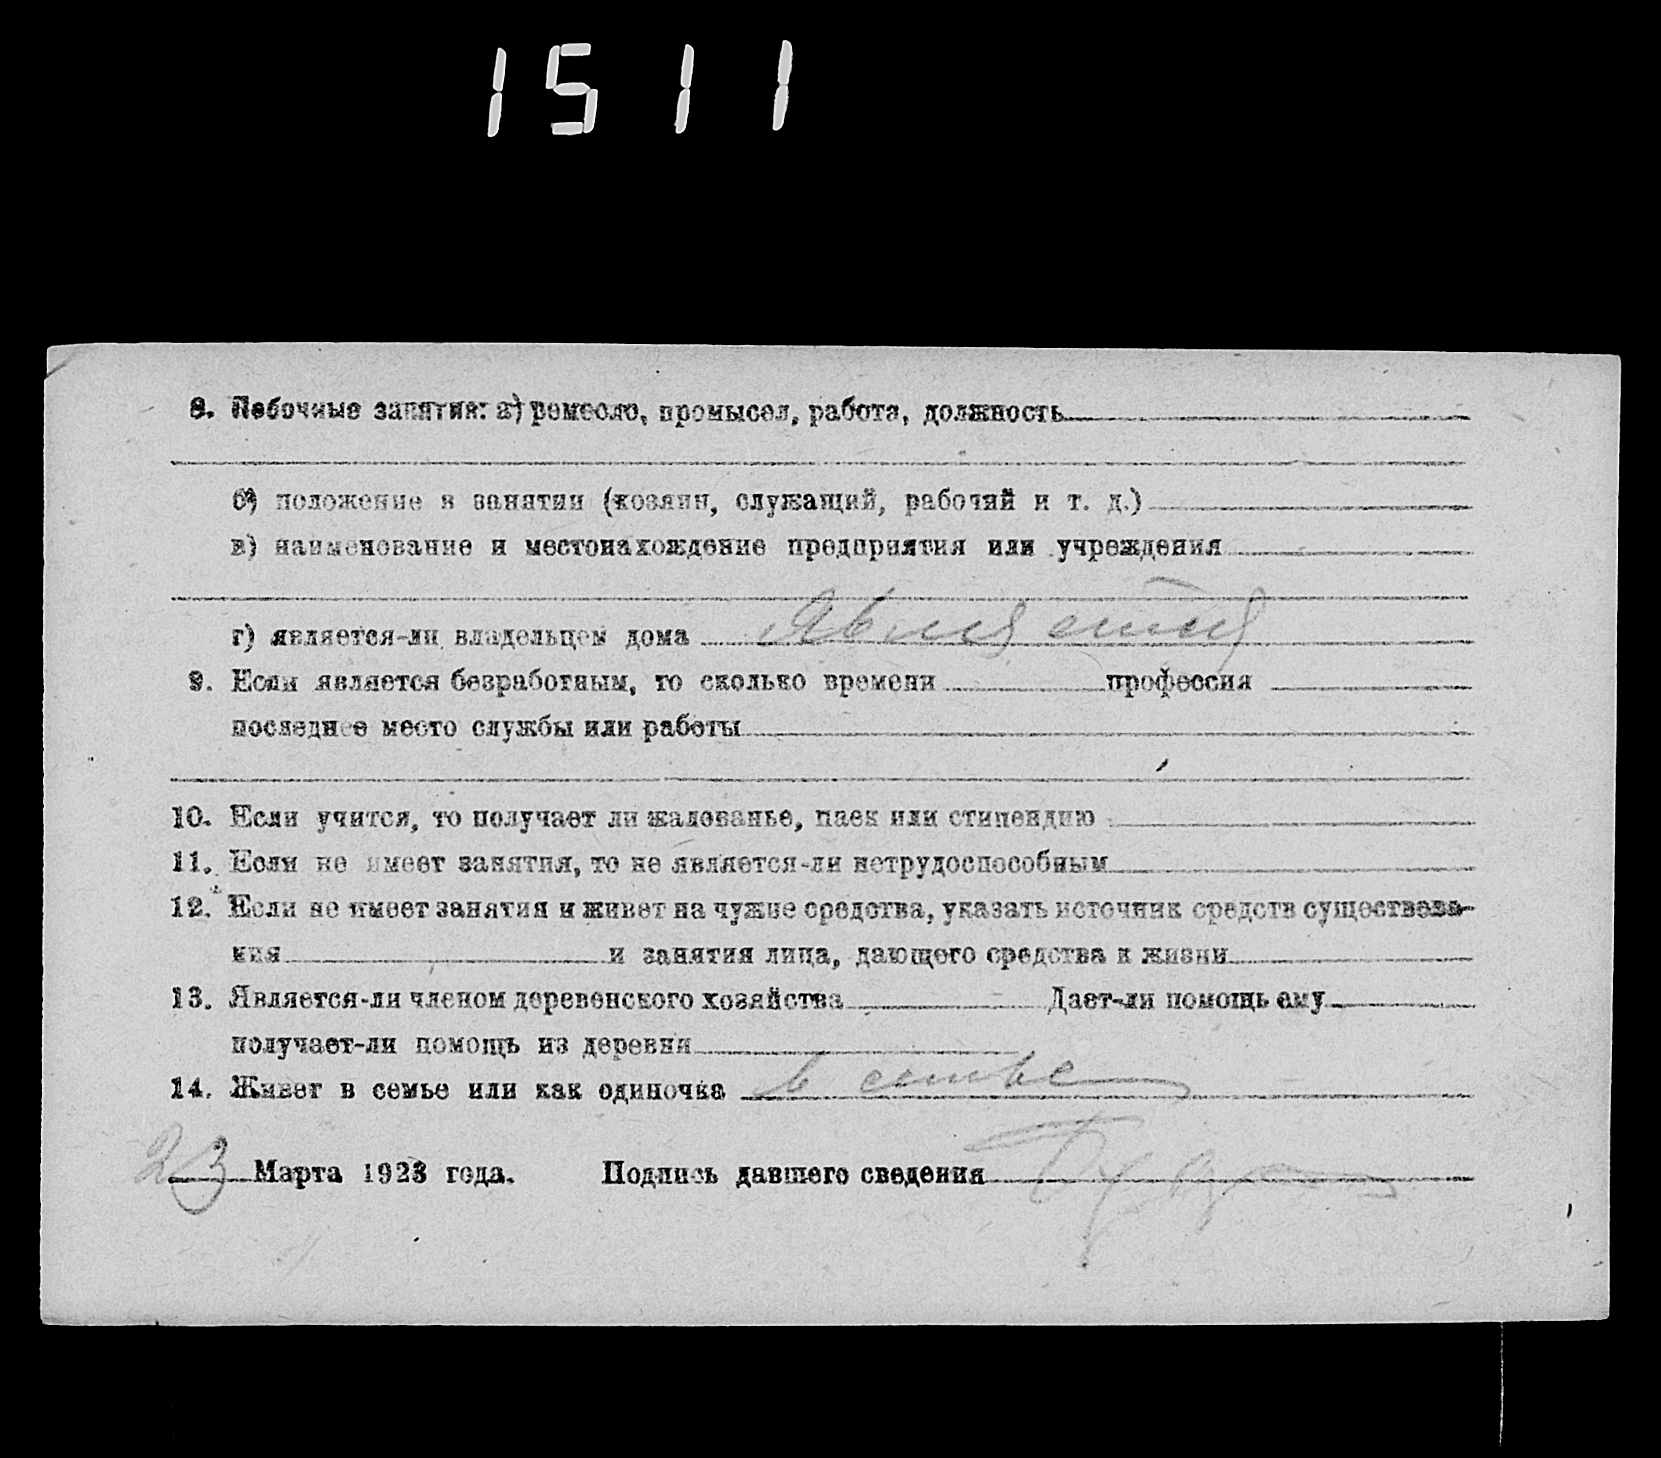 1511
8. Побочные занятия: а) ремесло, промысел, работа, должность
б) положение в занятии (хозяин, служащий, рабочий и т. д.)
в) наименование и местонахождение предприятия или учреждения
г) является-ли владельцем дома является
9. Если является безработным, то сколько времени профессия
последнее место службы или работы
10. Если учится, то получает ли жалованье, паек или стипендию
11. Если не имеет занятия, то не является-ли нетрудоспособным
12. Если не имеет занятия и живет на чужие средства, указать источник средств существова-
ния и занятия лица, дающего средства к жизни
13. Является-ли членом деревенского хозяйства Дает-ли помощь ему
получает-ли помощь из деревни
14. Живет в семье или как одиночка в семье
23 Марта 1923 года. Подпись давшего сведения